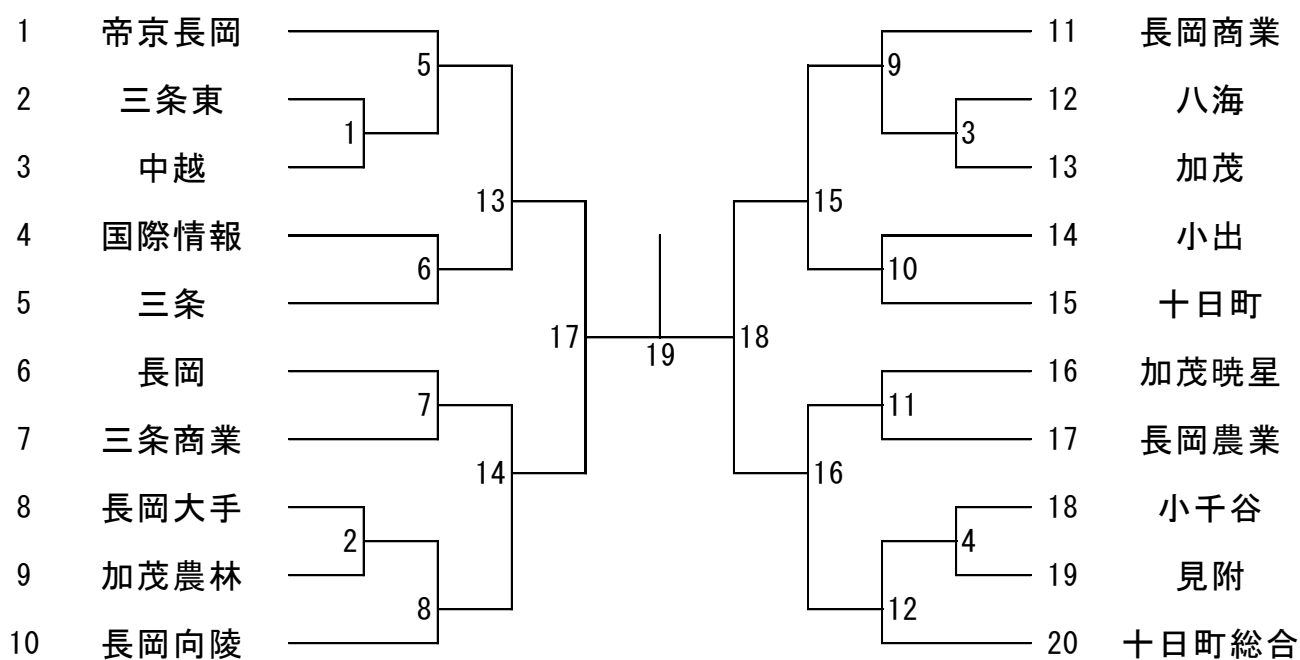 1 帝京長岡
2 三条東
3 中越
4 国際情報
5 三条
6 長岡
7 三条商業
8 長岡大手
9 加茂農林
10 長岡向陵
5
1
13
6
17
7
14
2
8
19
9
3
15
10
18
11
16
4
12
11 長岡商業
12 八海
13 加茂
14 小出
15 十日町
16 加茂暁星
17 長岡農業
18 小千谷
19 見附
20 十日町総合